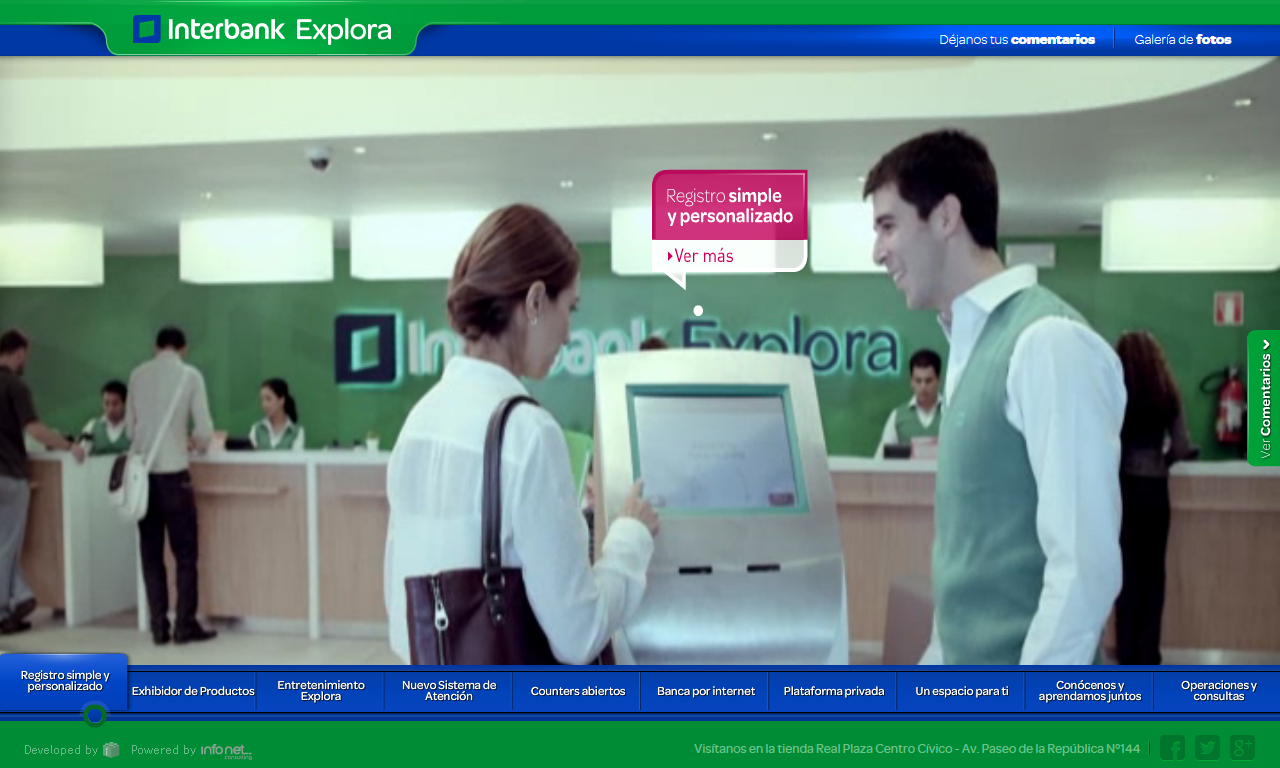 Interbank Explora
Déjanos tus comentarios
Galería de fotos
Registro simple
y personalizado
Ver más
Interbank Explora
Ver Comentarios
Registro simple y
personalizado
Exhibidor de Productos
Entretenimiento
Explora
Nuevo Sistema de
Atención
Counters abiertos
Banca por internet
Plataforma privada
Un espacio para ti
Conócenos y
aprendamos juntos
Operaciones y
consultas
Developed by
Powered by infonet...
consulting
Visítanos en la tienda Real Plaza Centro Cívico - Av. Paseo de la República Nº144